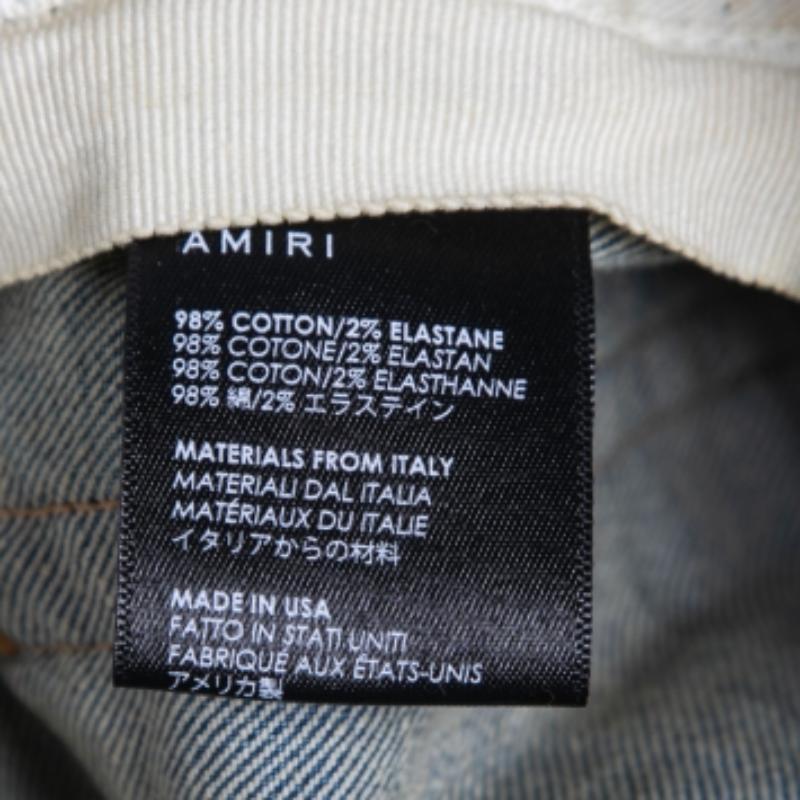 AMIRI
98% COTTON/2% ELASTANE
98% COTONE/2% ELASTAN
98% COTON/2% ELASTHANNE
98% 綿/2% エラステイン
MATERIALS FROM ITALY
MATERIALI DAL ITALIA
MATÉRIAUX DU ITALIE
イタリアからの材料
MADE IN USA
FATTO IN STATI UNITI
FABRIQUÉ AUX ÉTATS-UNIS
アメリカ製